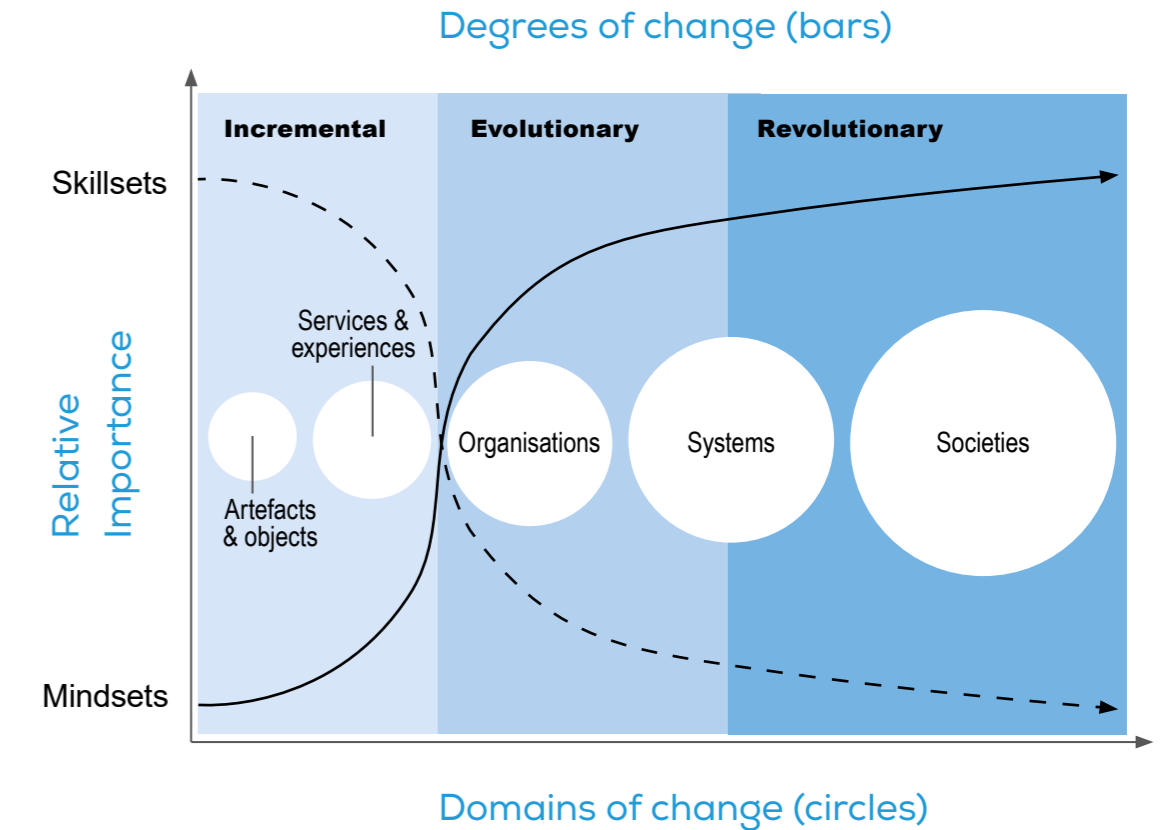 Degrees of change (bars)
Incremental
Evolutionary
Revolutionary
Skillsets
Services &
experiences
Relative
Importance
Organisations
Systems
Societies
Artefacts
& objects
Mindsets
Domains of change (circles)